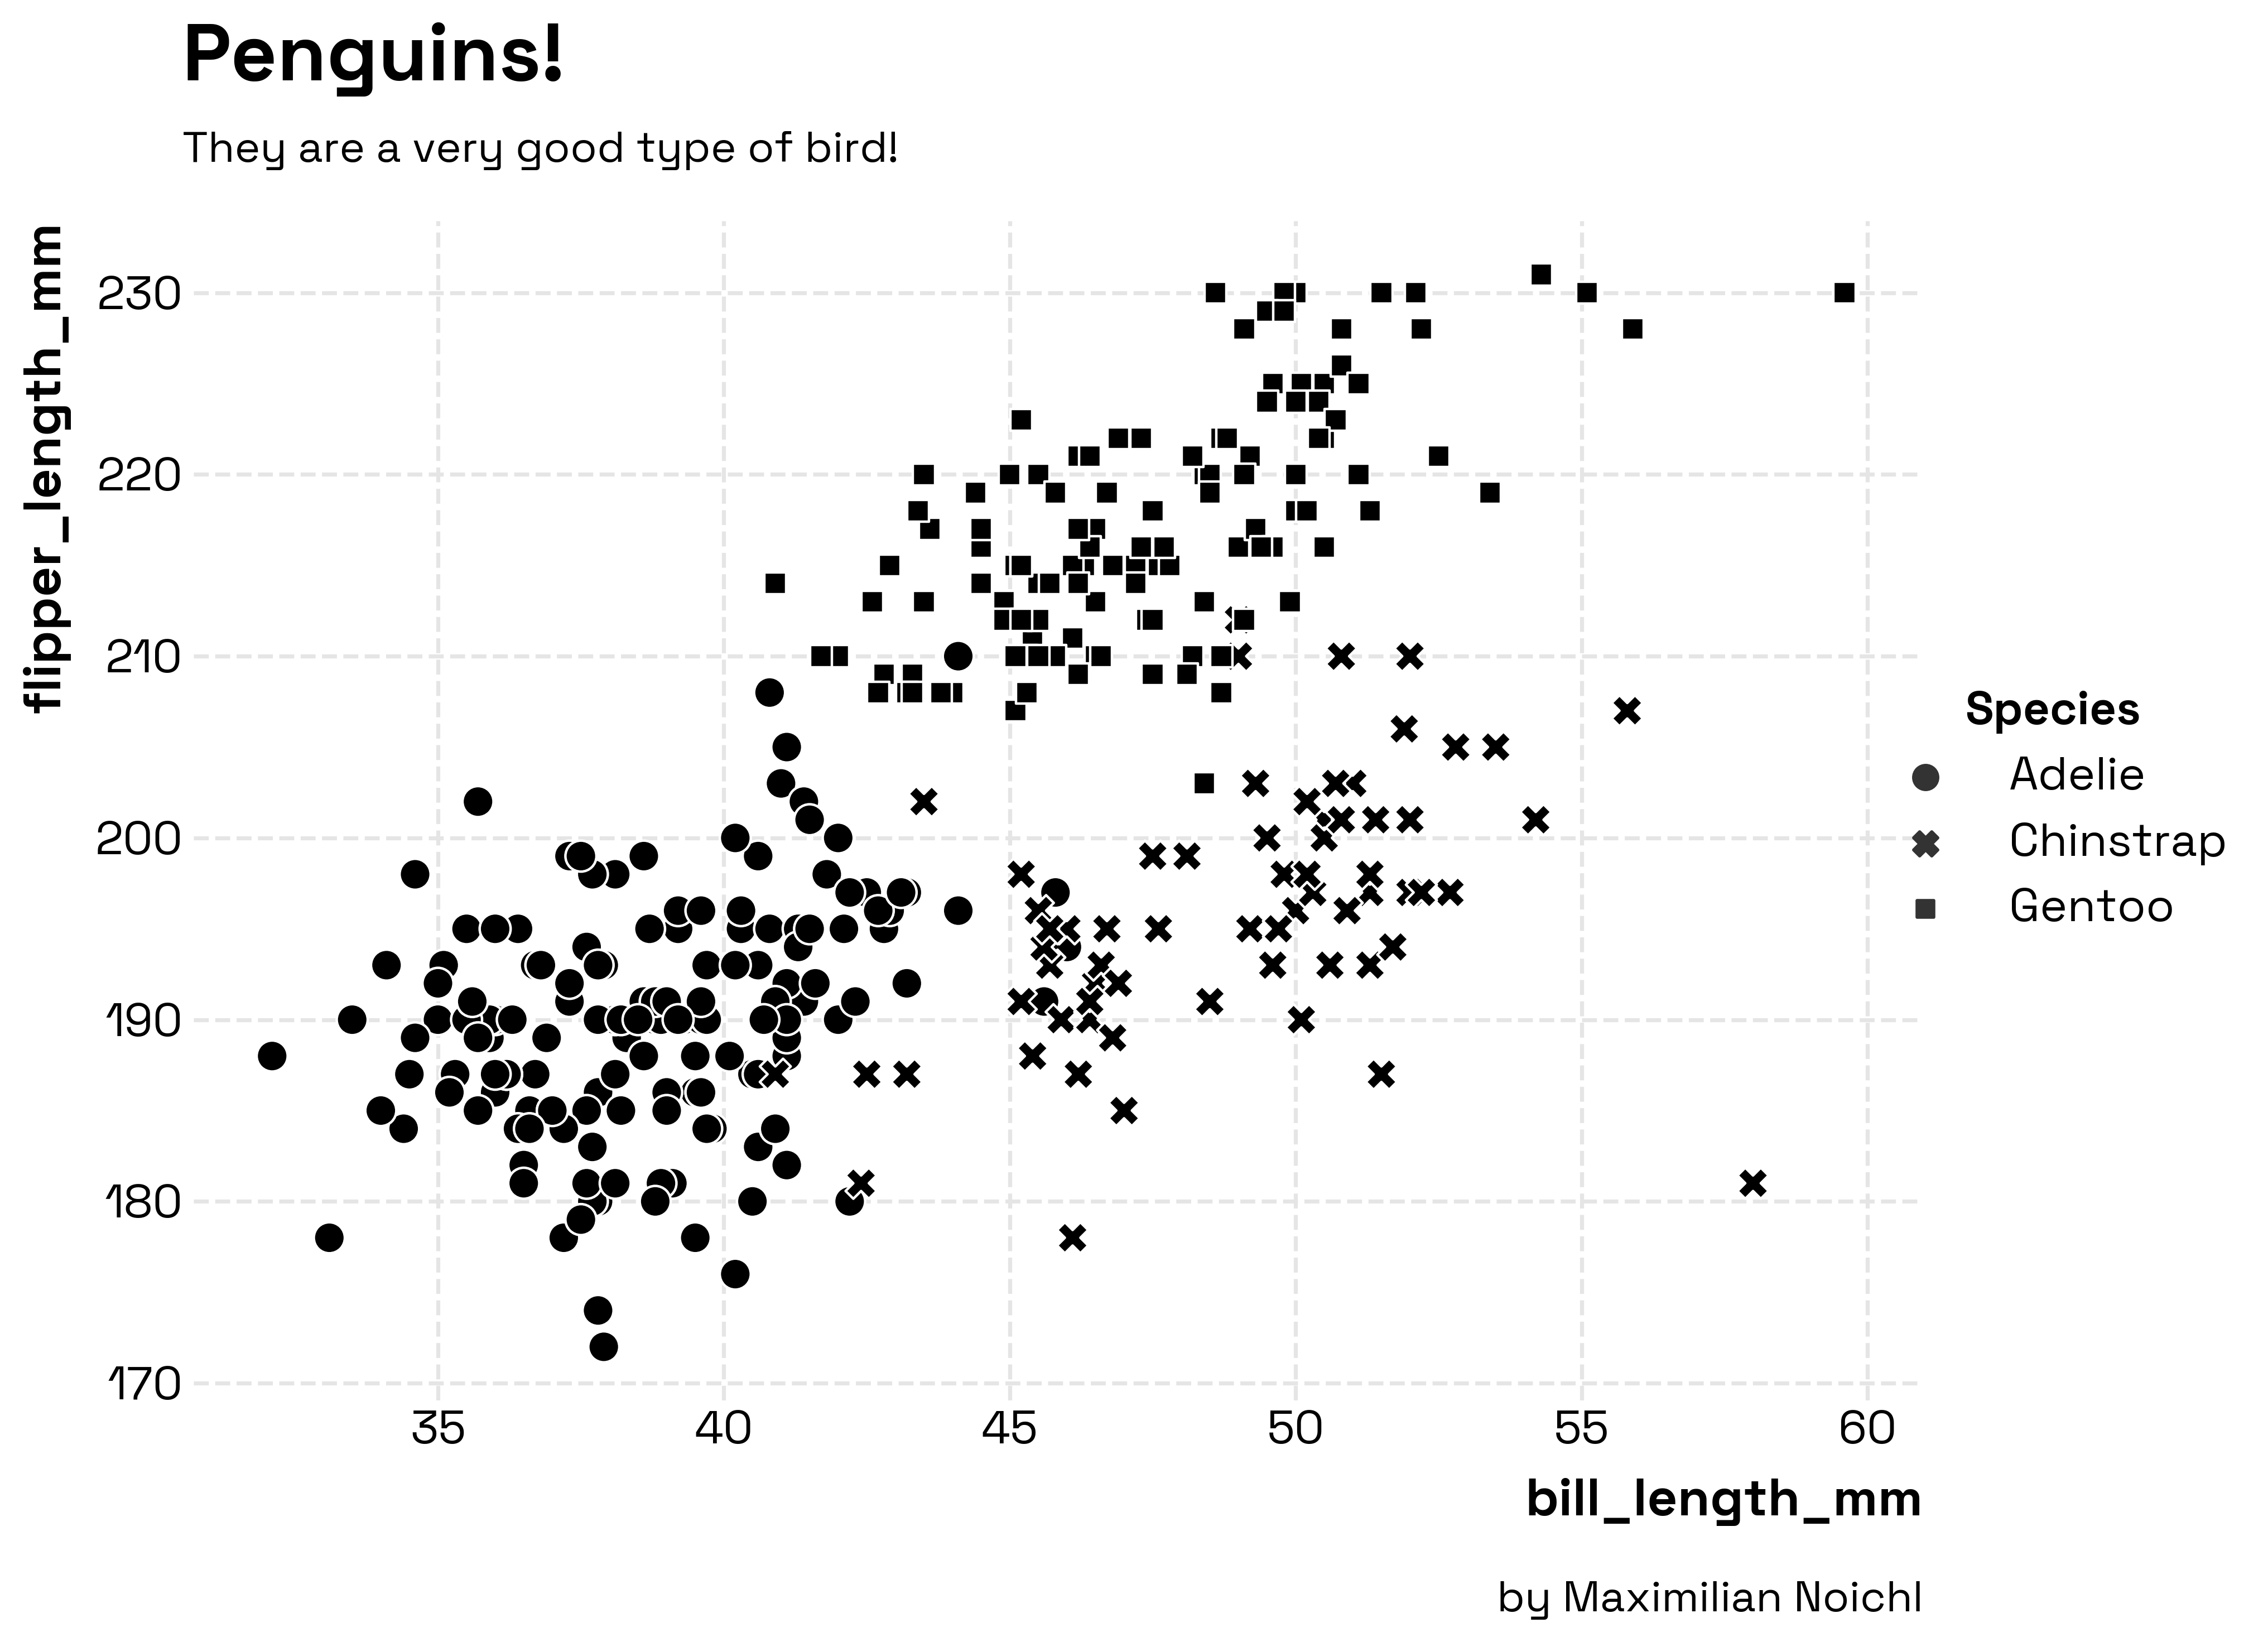 Penguins!
They are a very good type of bird!
flipper_length_mm
230
220
210
200
190
180
170
35 40 45 50 55 60
bill_length_mm
Species
Adelie
Chinstrap
Gentoo
by Maximilian Noichl